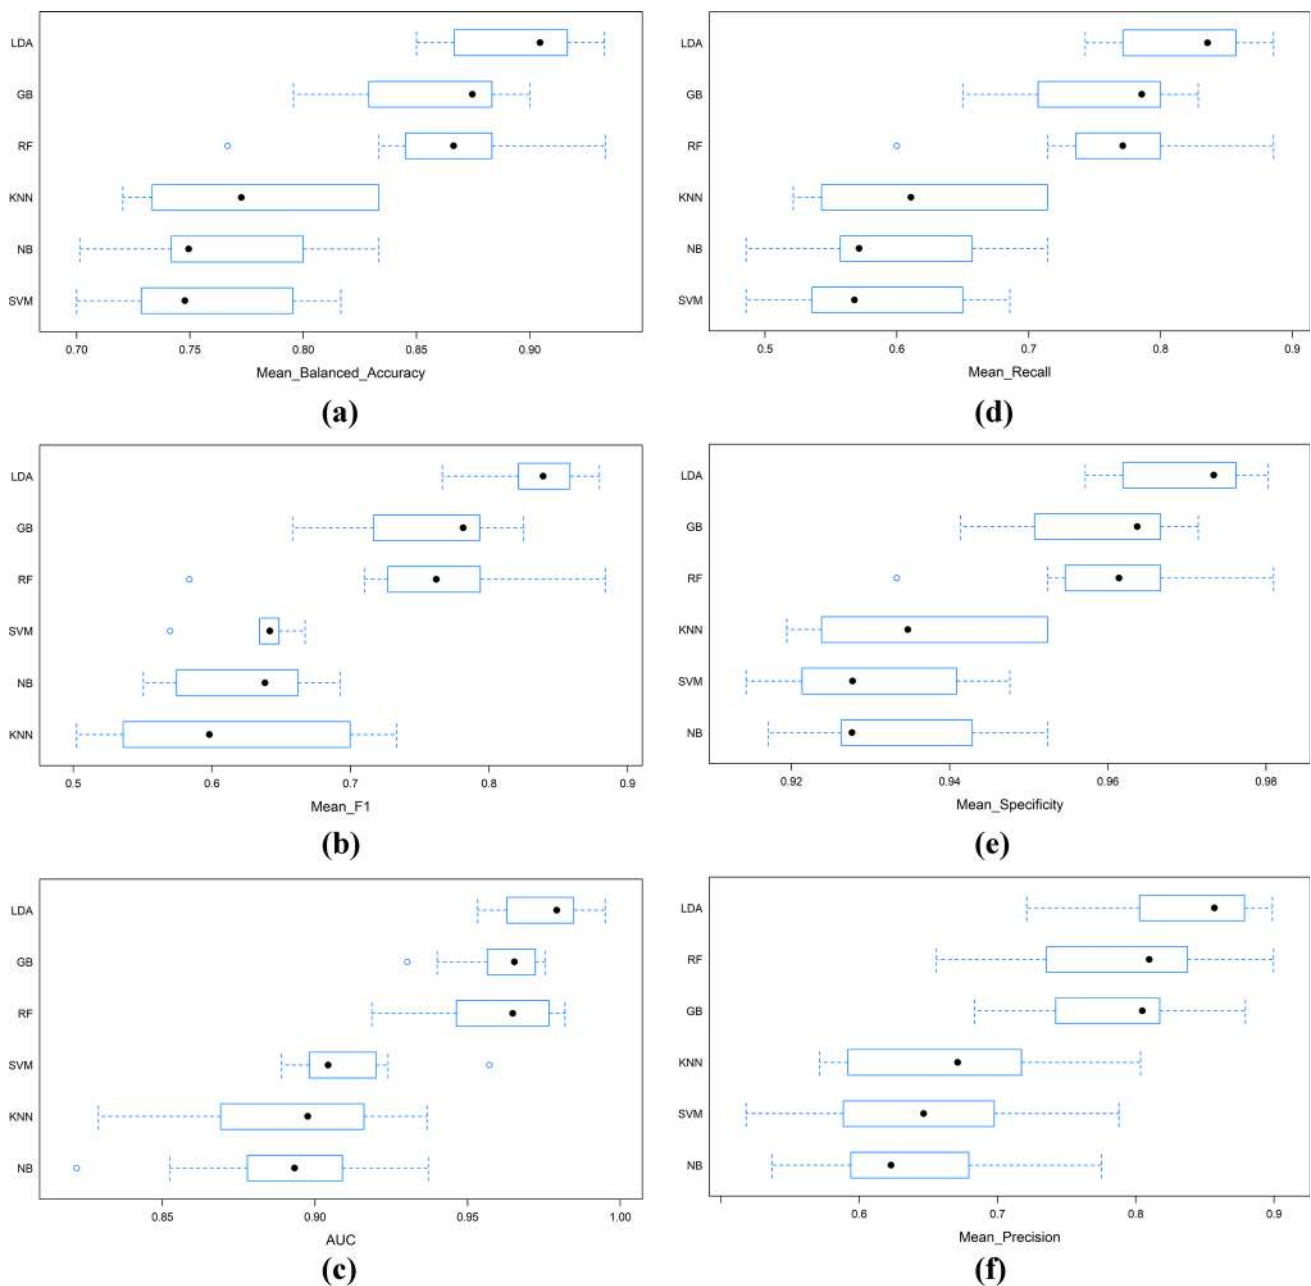 LDA
GB
RF
KNN
NB
SVM
0.70 0.75 0.80 0.85 0.90
Mean_Balanced_Accuracy
(a)
LDA
GB
RF
KNN
NB
SVM
0.5 0.6 0.7 0.8 0.9
Mean_Recall
(d)
LDA
GB
RF
SVM
NB
KNN
0.5 0.6 0.7 0.8 0.9
Mean_F1
(b)
LDA
GB
RF
KNN
SVM
NB
0.92 0.94 0.96 0.98
Mean_Specificity
(e)
LDA
GB
RF
SVM
KNN
NB
0.85 0.90 0.95 1.00
AUC
(c)
LDA
RF
GB
KNN
SVM
NB
0.6 0.7 0.8 0.9
Mean_Precision
(f)